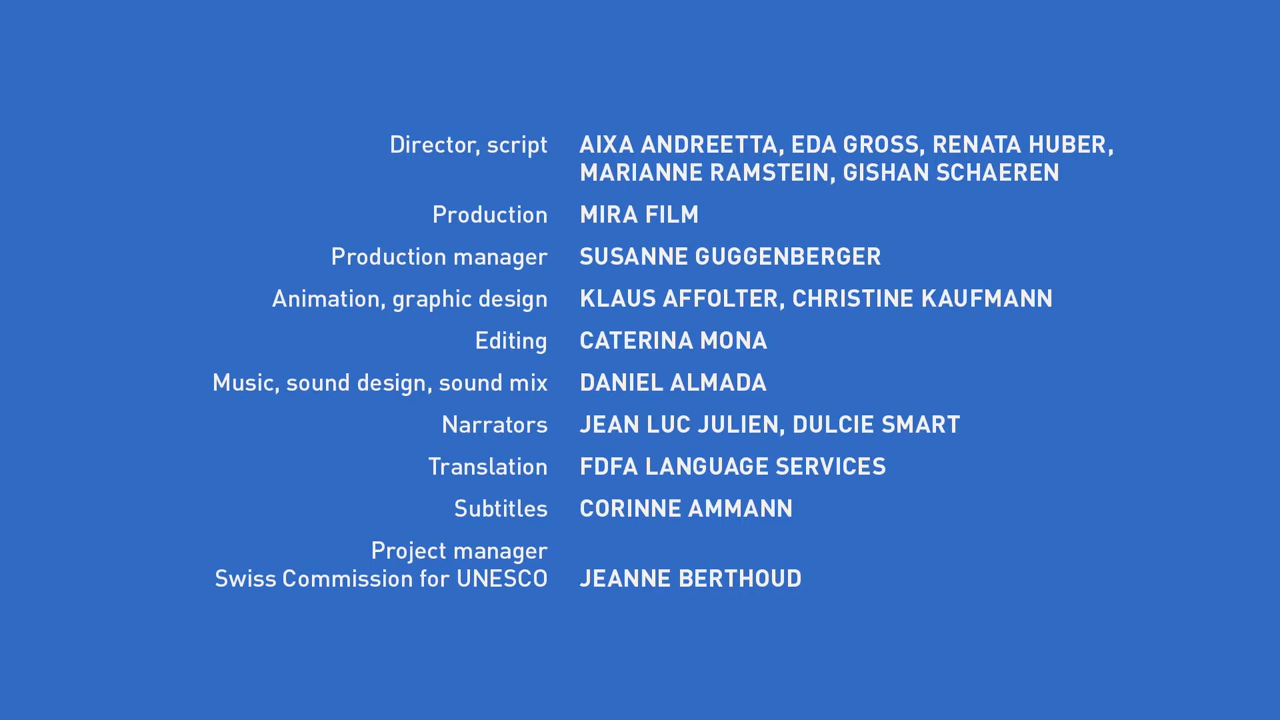 Director, script AIXA ANDREETTA, EDA GROSS, RENATA HUBER,
MARIANNE RAMSTEIN, GISHAN SCHAEREN
Production MIRA FILM
Production manager SUSANNE GUGGENBERGER
Animation, graphic design KLAUS AFFOLTER, CHRISTINE KAUFMANN
Editing CATERINA MONA
Music, sound design, sound mix DANIEL ALMADA
Narrators JEAN LUC JULIEN, DULCIE SMART
Translation FDFA LANGUAGE SERVICES
Subtitles CORINNE AMMANN
Project manager
Swiss Commission for UNESCO JEANNE BERTHOUD